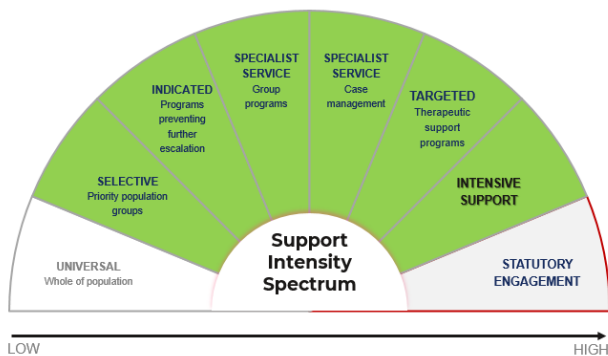 UNIVERSAL
Whole of population
SELECTIVE
Priority population
groups
INDICATED
Programs
preventing
further
escalation
SPECIALIST
SERVICE
Group
programs
SPECIALIST
SERVICE
Case
management
TARGETED
Therapeutic
support
programs
INTENSIVE
SUPPORT
STATUTORY
ENGAGEMENT
Support
Intensity
Spectrum
LOW
HIGH